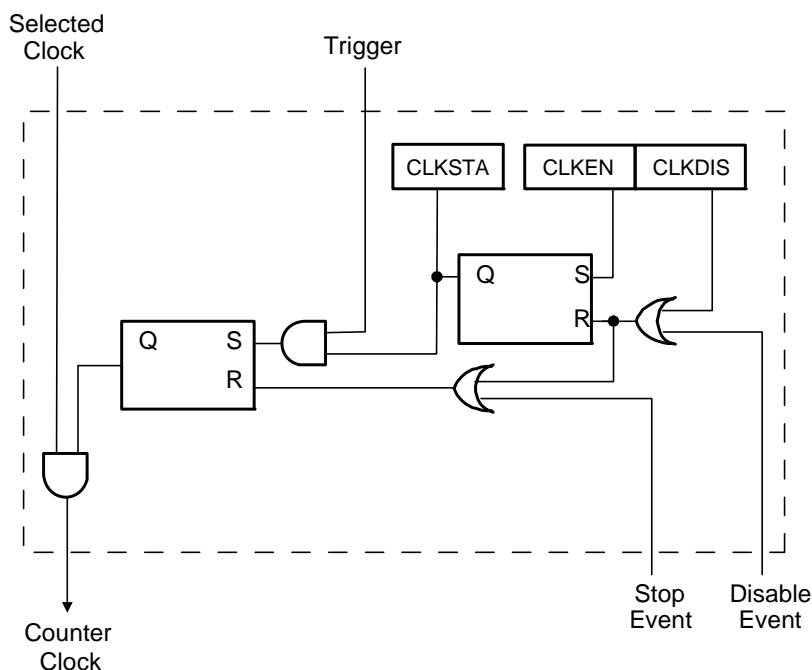 Selected
Clock
Trigger
CLKSTA
CLKEN
CLKDIS
Q
S
R
Q
S
R
Stop
Event
Disable
Event
Counter
Clock